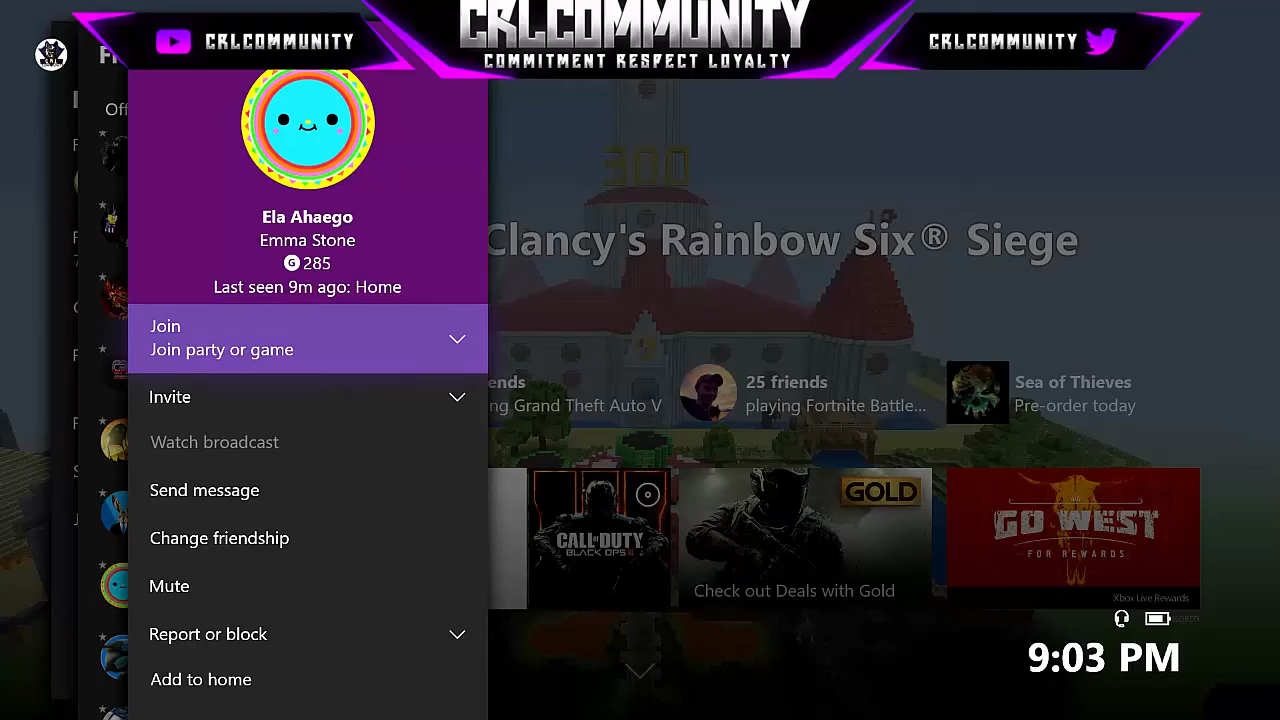 CRLCOMMUNITY
CRLCOMMUNITY
COMMITMENT RESPECT LOYALTY
CRLCOMMUNITY
Off
Ela Ahaego
Emma Stone
G 285
Last seen 9m ago: Home
Join
Join party or game
Invite
Watch broadcast
Send message
Change friendship
Mute
Report or block
Add to home
300
Clancy's Rainbow Six® Siege
ends
ng Grand Theft Auto V
25 friends
playing Fortnite Battle...
Sea of Thieves
Pre-order today
CALL OF DUTY
BLACK OPS III
GOLD
Check out Deals with Gold
GO WEST
FOR REWARDS
Xbox Live Rewards
SORED
9:03 PM